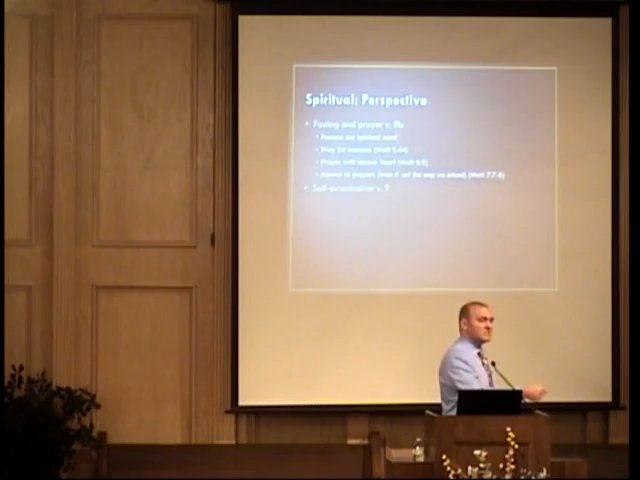 Spiritual: Perspective
• Fasting and prayer v. 8b
• Focuses our spiritual
• Pray for enemies (Matt 5:44)
• Prayer with sincere heart (Matt 6:5)
• Answer to prayers (even if not the way we intend) (Matt 7:7-8)
• Self-examination v. 9